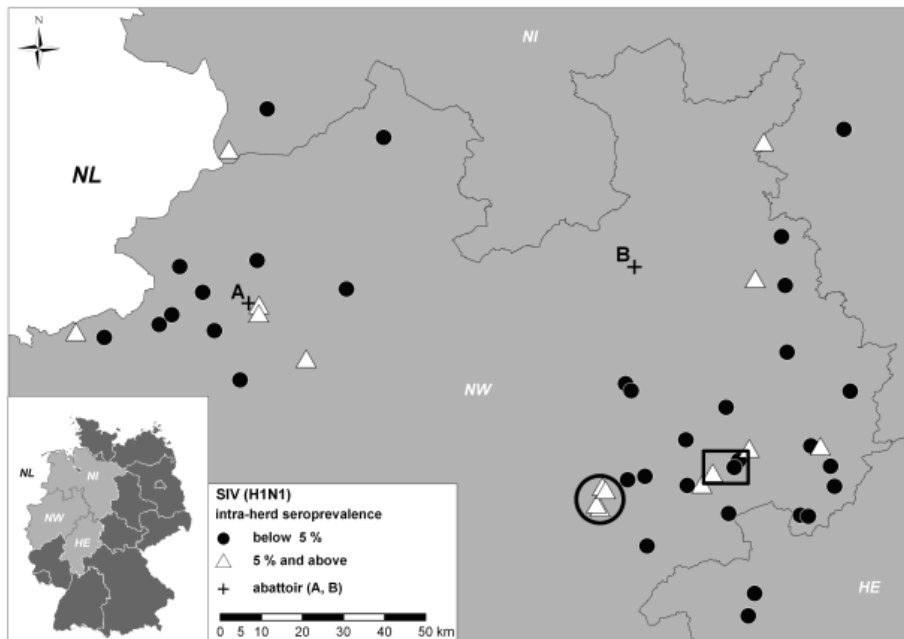 N
NI
NL
B
A
NW
NL
NI
NW
HE
SIV (H1N1)
intra-herd seroprevalence
below 5 %
5 % and above
abattoir (A, B)
0 5 10 20 30 40 50 km
HE